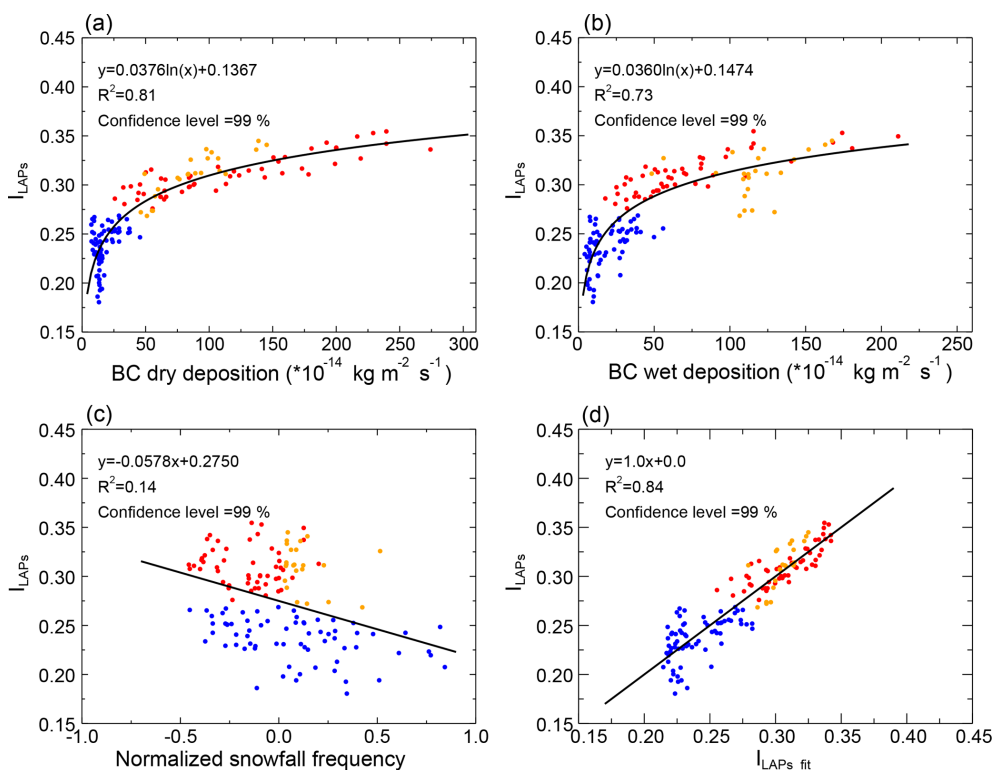 (a)
0.45
0.40
0.35
0.30
0.25
0.20
0.15
I_LAPs
y=0.0376ln(x)+0.1367
R²=0.81
Confidence level =99 %
0 50 100 150 200 250 300
BC dry deposition (*10⁻¹⁴ kg m⁻² s⁻¹)
(b)
0.45
0.40
0.35
0.30
0.25
0.20
0.15
I_LAPs
y=0.0360ln(x)+0.1474
R²=0.73
Confidence level =99 %
0 50 100 150 200 250
BC wet deposition (*10⁻¹⁴ kg m⁻² s⁻¹)
(c)
0.45
0.40
0.35
0.30
0.25
0.20
0.15
I_LAPs
y=-0.0578x+0.2750
R²=0.14
Confidence level =99 %
-1.0 -0.5 0.0 0.5 1.0
Normalized snowfall frequency
(d)
0.45
0.40
0.35
0.30
0.25
0.20
0.15
I_LAPs
y=1.0x+0.0
R²=0.84
Confidence level =99 %
0.15 0.20 0.25 0.30 0.35 0.40 0.45
I_LAPs_fit